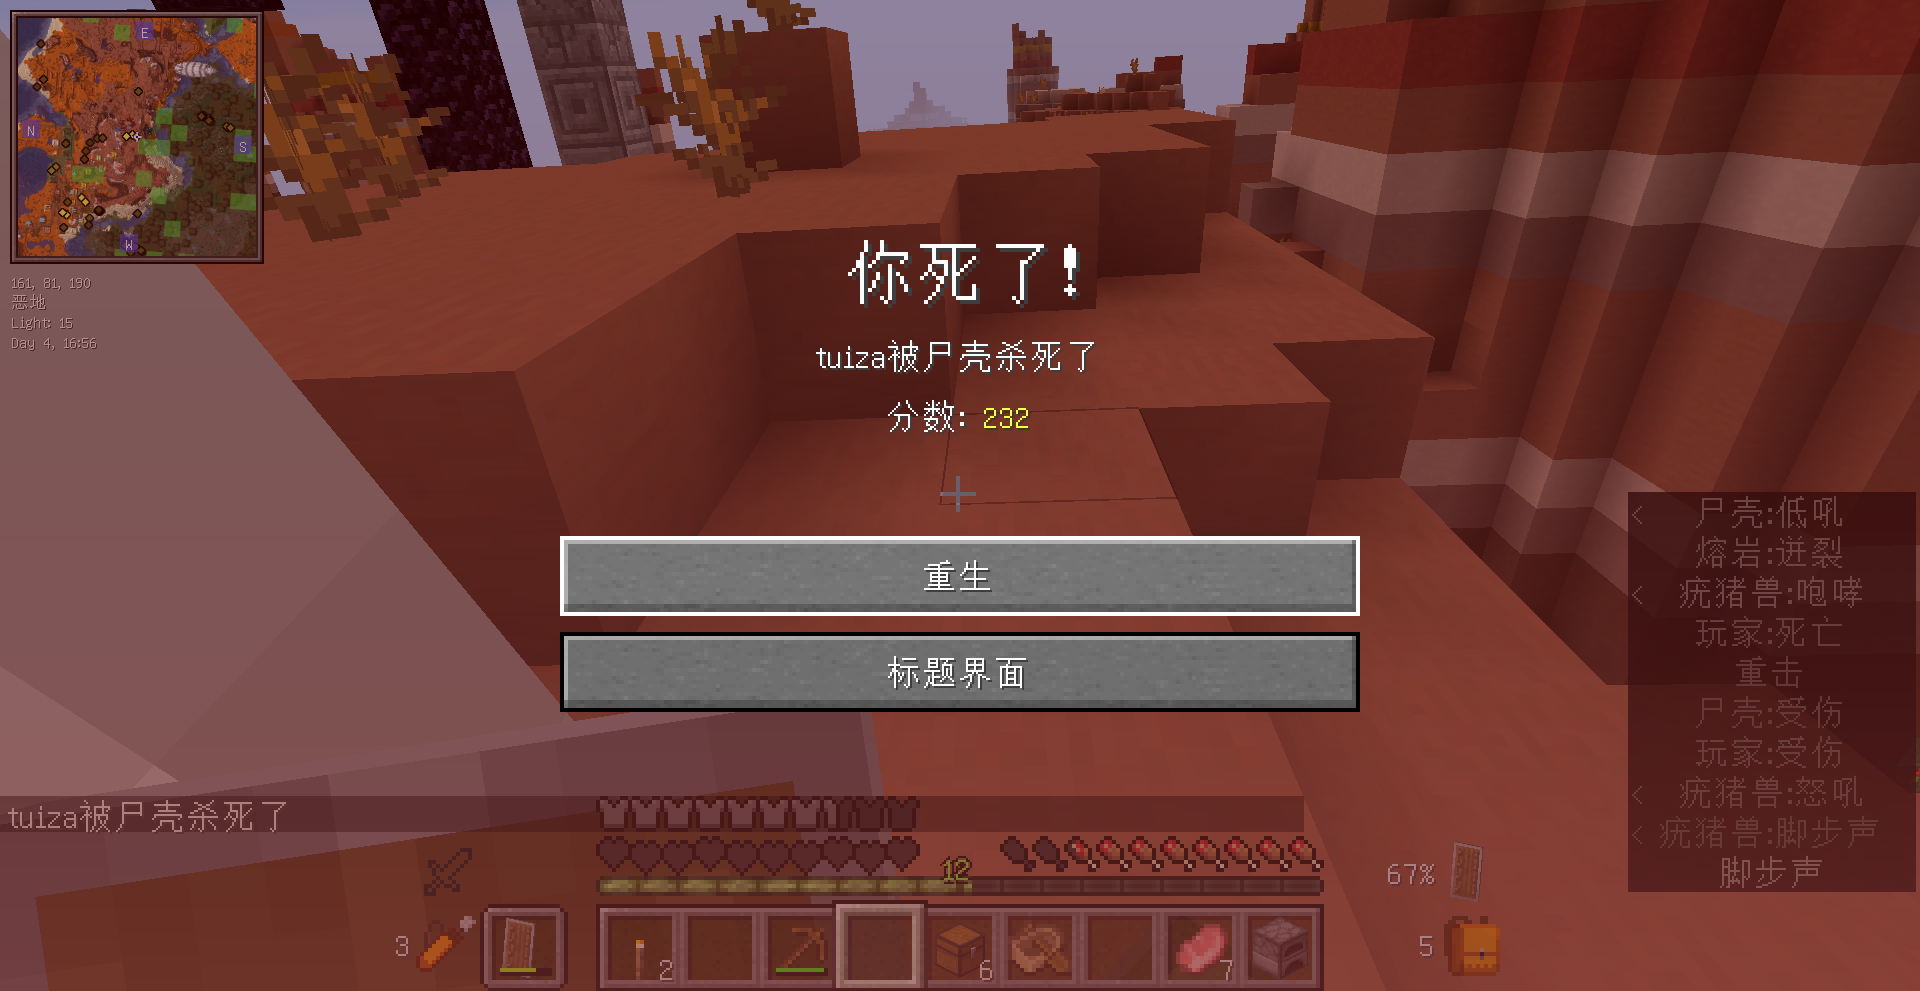 E
N
S
W
161, 81, 190
恶地
Light: 15
Day 4, 16:56
你死了!
tuiza被尸壳杀死了
分数: 232
重生
标题界面
< 尸壳:低吼
熔岩:迸裂
< 疣猪兽:咆哮
玩家:死亡
重击
尸壳:受伤
玩家:受伤
< 疣猪兽:怒吼
< 疣猪兽:脚步声
脚步声
tuiza被尸壳杀死了
12
67%
3
2
6
7
5